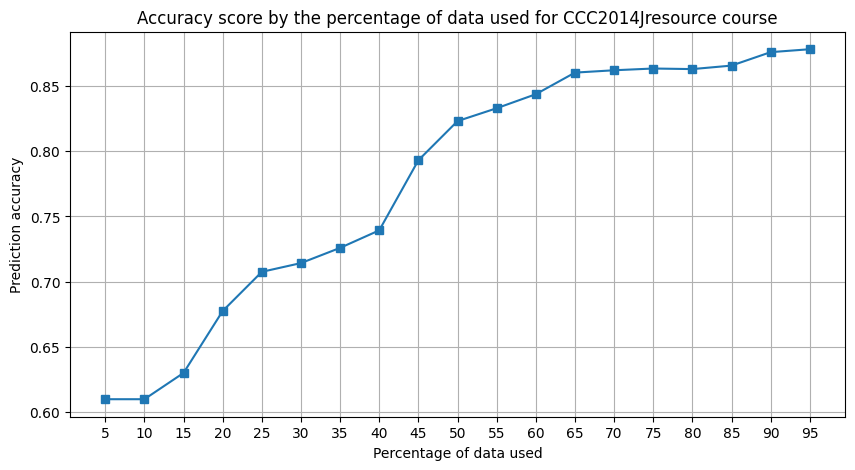 Accuracy score by the percentage of data used for CCC2014Jresource course
Prediction accuracy
0.85
0.80
0.75
0.70
0.65
0.60
5 10 15 20 25 30 35 40 45 50 55 60 65 70 75 80 85 90 95
Percentage of data used